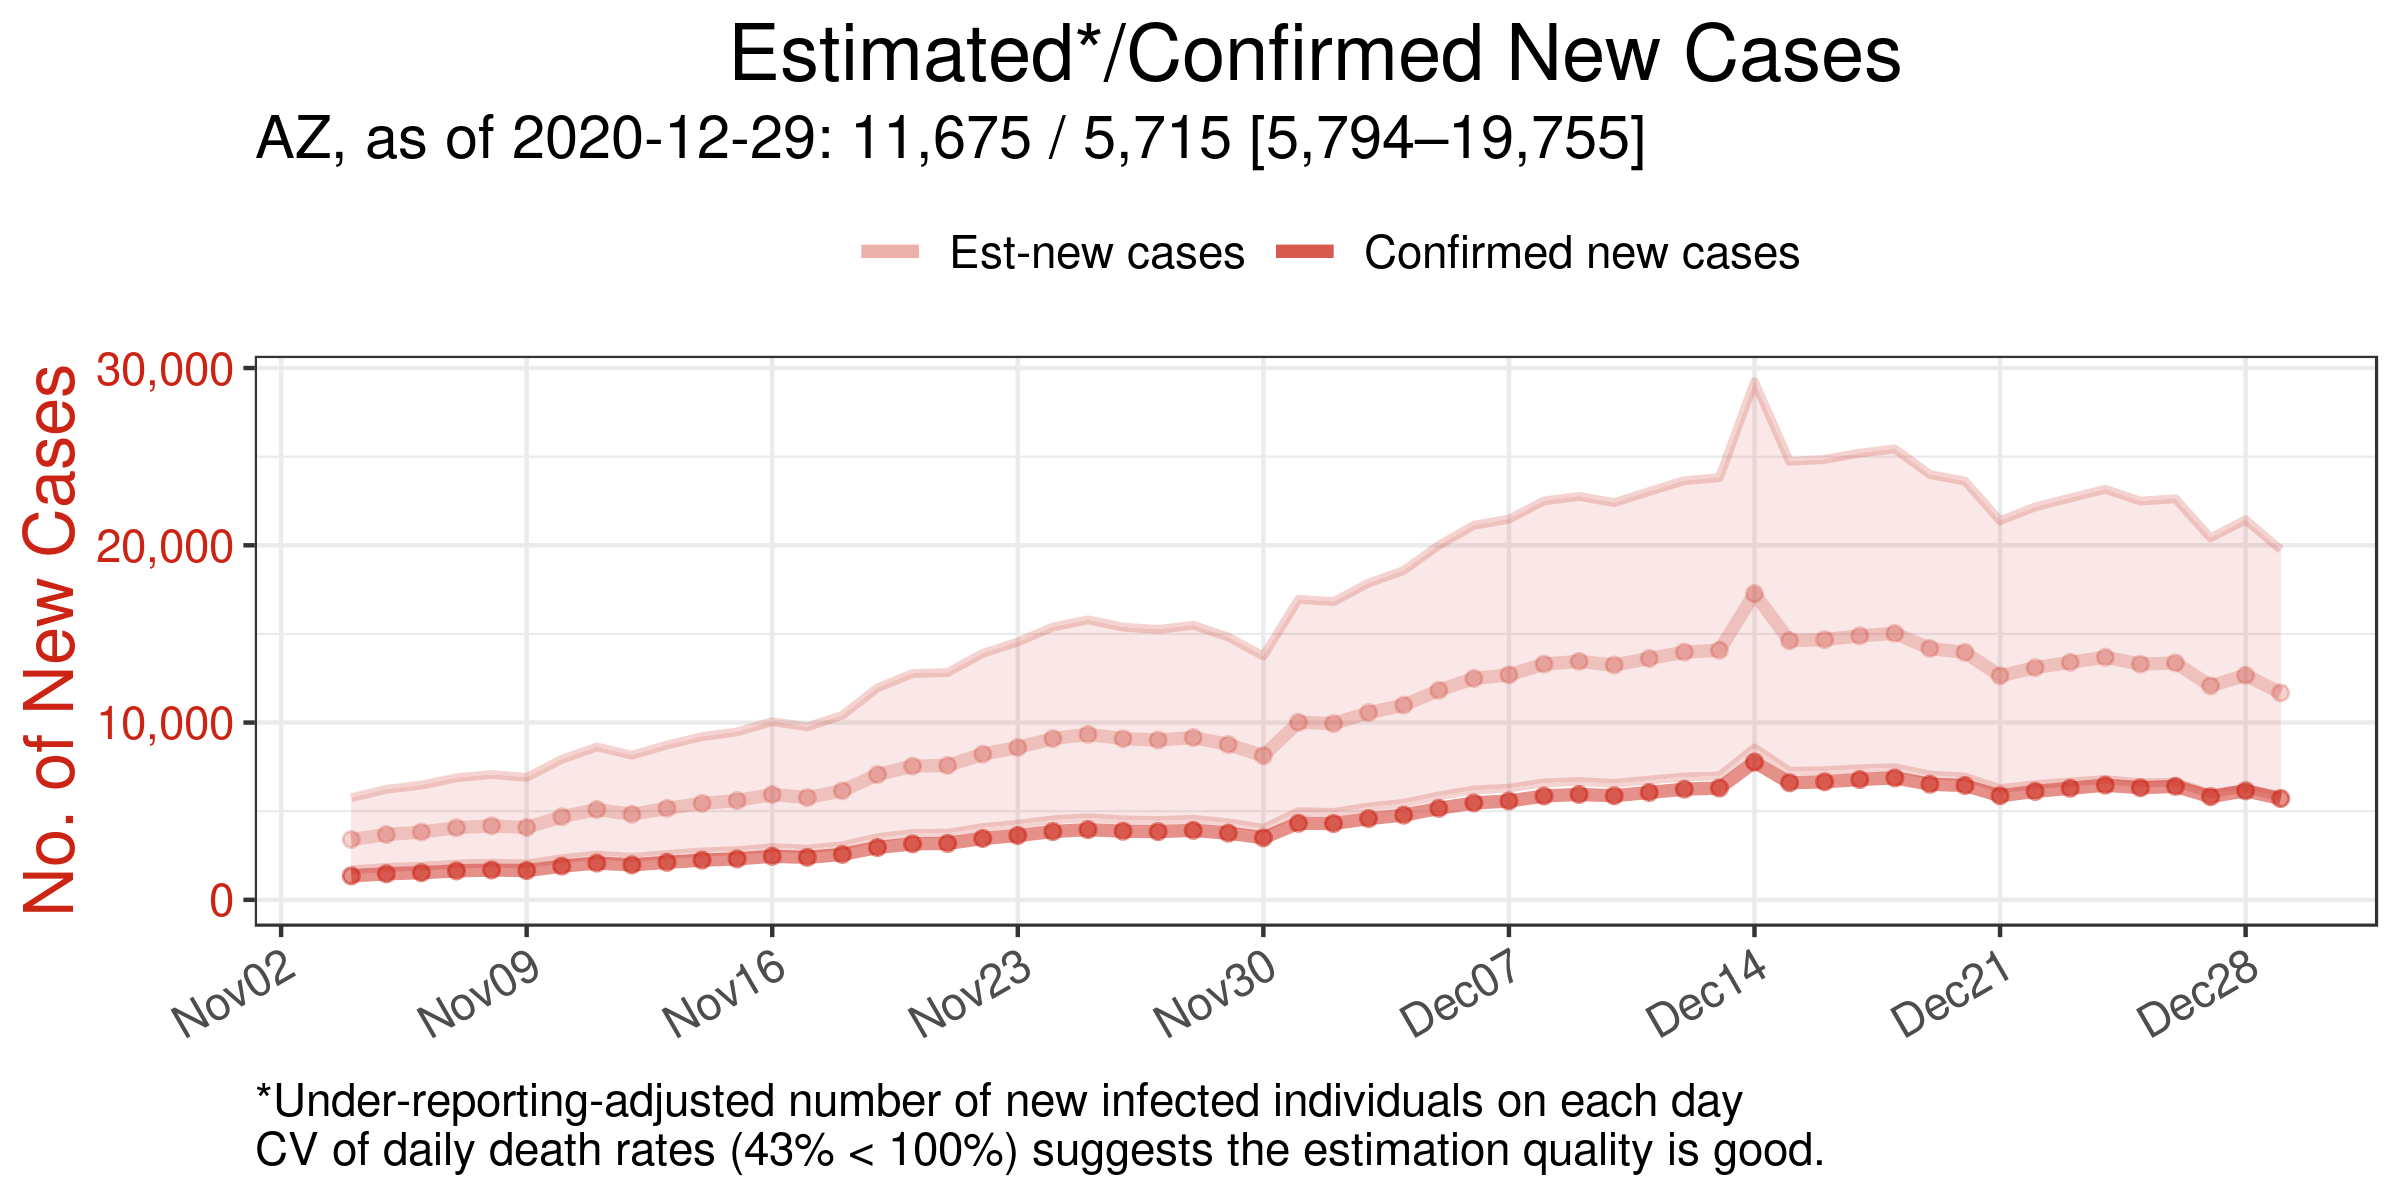 Estimated*/Confirmed New Cases
AZ, as of 2020-12-29: 11,675 / 5,715 [5,794–19,755]
Est-new cases
Confirmed new cases
No. of New Cases
30,000
20,000
10,000
0
Nov02
Nov09
Nov16
Nov23
Nov30
Dec07
Dec14
Dec21
Dec28
*Under-reporting-adjusted number of new infected individuals on each day
CV of daily death rates (43% < 100%) suggests the estimation quality is good.